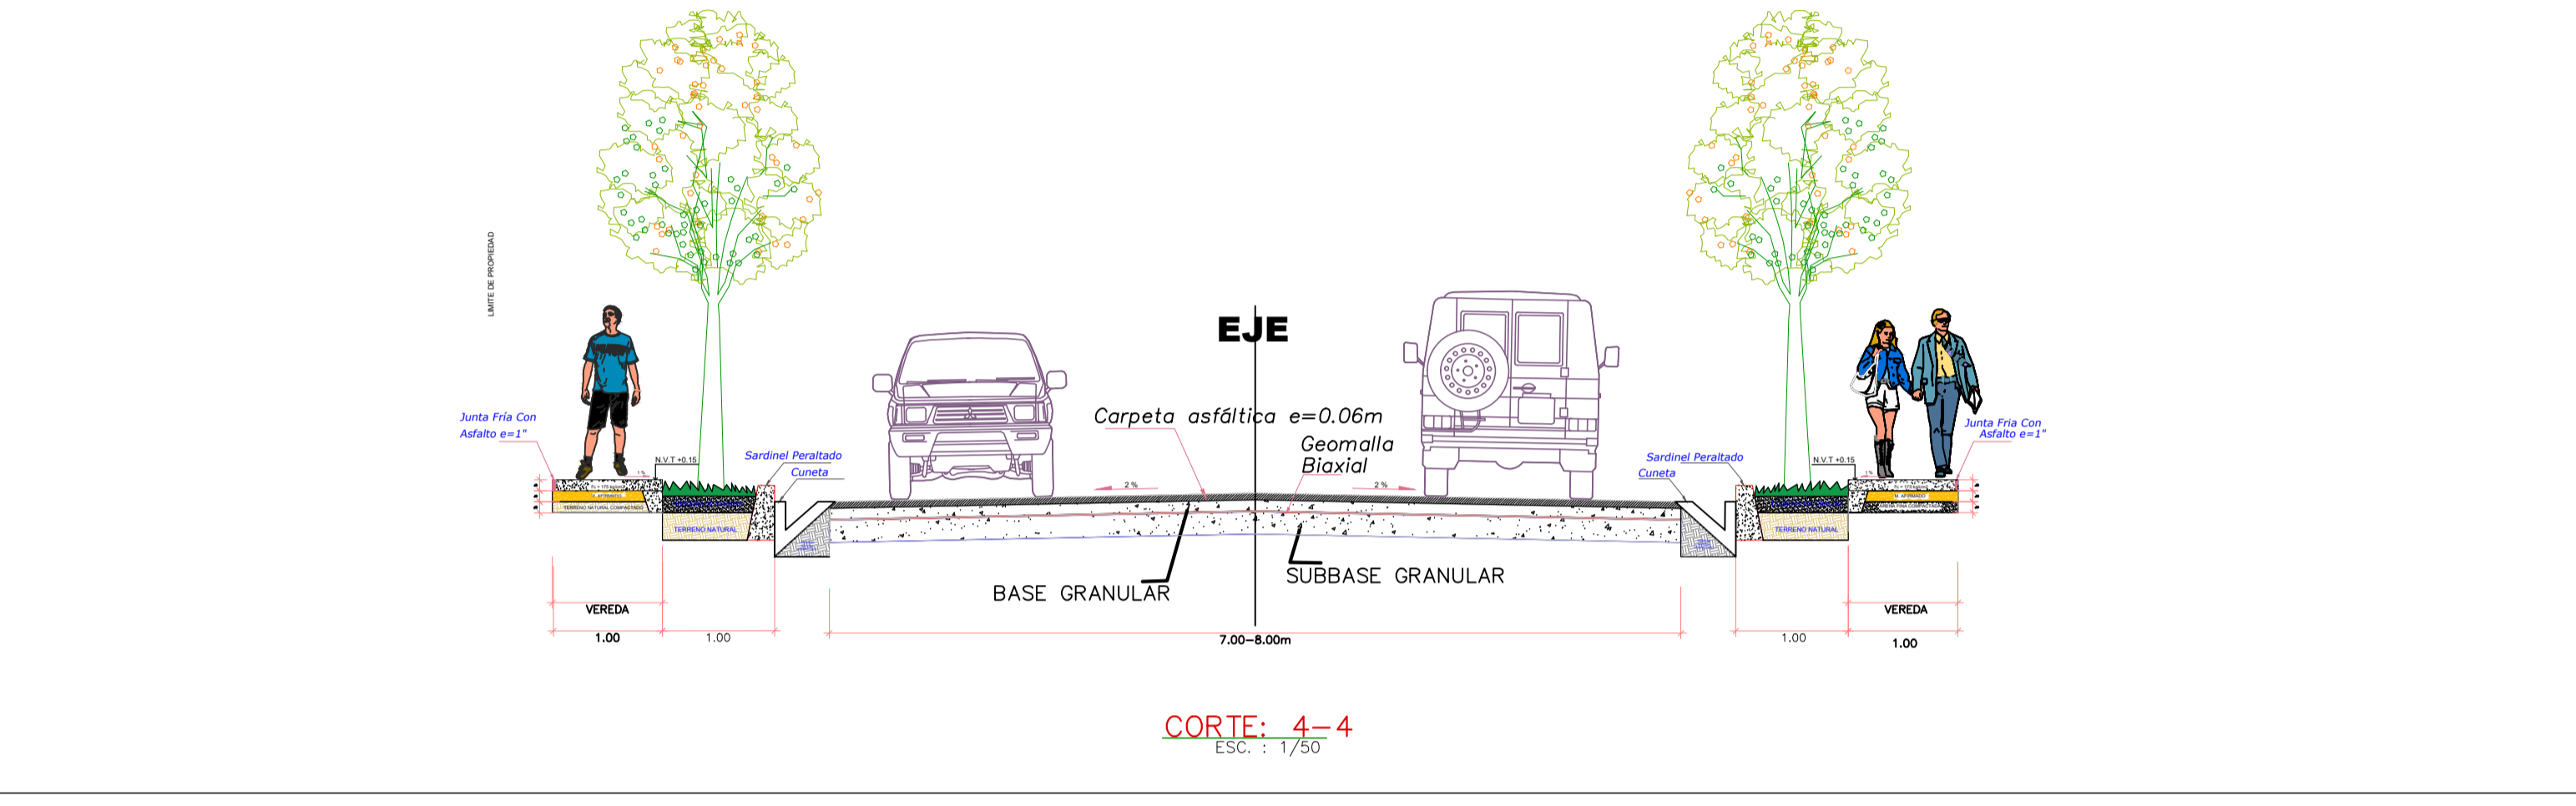 LIMITE DE PROPIEDAD
EJE
Carpeta asfáltica e=0.06m
Geomalla
Biaxial
Junta Fría Con
Asfalto e=1"
N.V.T +0.15
1 %
Sardinel Peraltado
Cuneta
2 %
2 %
Sardinel Peraltado
Cuneta
N.V.T +0.15
1 %
Junta Fria Con
Asfalto e=1"
TERRENO NATURAL COMPACTADO
TERRENO NATURAL
M. AFIRMADO
TERRENO NATURAL
BASE GRANULAR
SUBBASE GRANULAR
VEREDA
1.00
1.00
7.00-8.00m
1.00
VEREDA
1.00
CORTE: 4-4
ESC. : 1/50